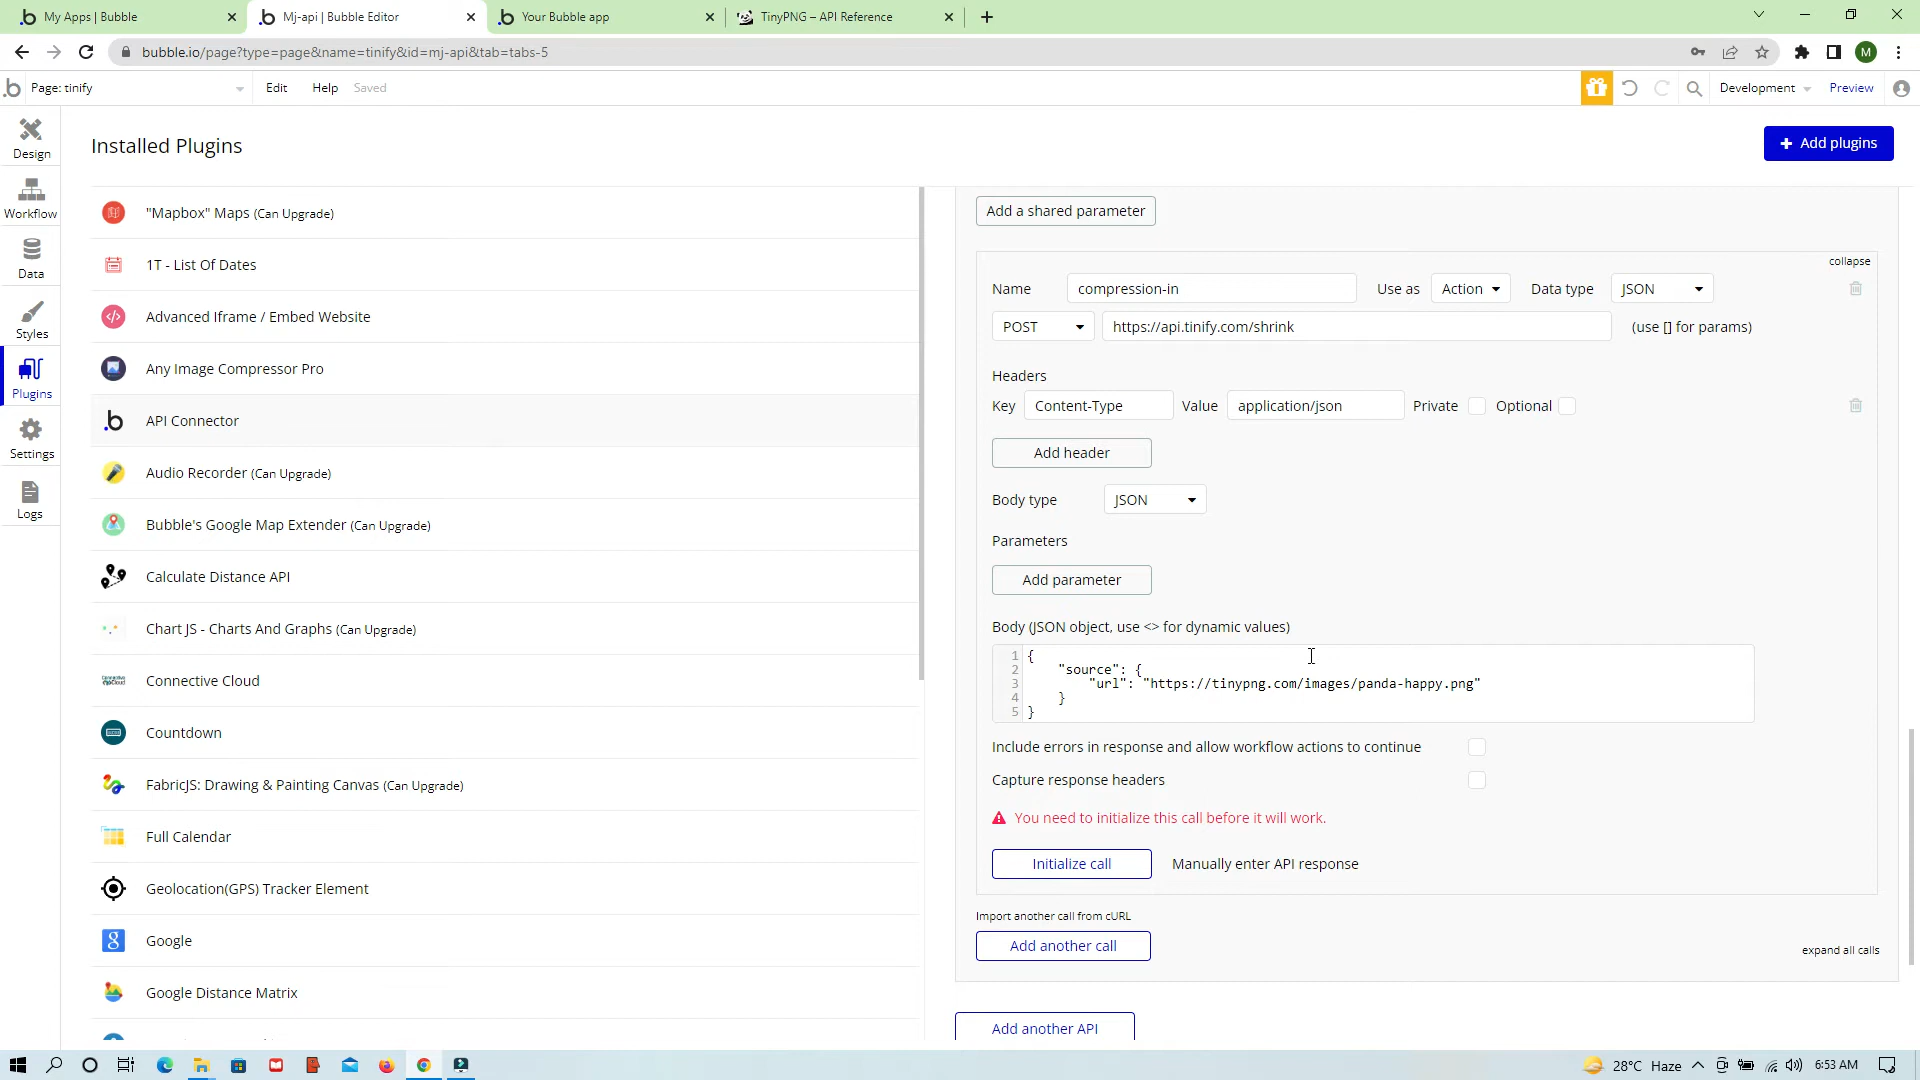 My Apps | Bubble
Mj-api | Bubble Editor
Your Bubble app
TinyPNG – API Reference
bubble.io/page?type=page&name=tinify&id=mj-api&tab=tabs-5
M
Page: tinify
Edit
Help
Saved
Development
Preview
Design
Workflow
Data
Styles
Plugins
Settings
Logs
Installed Plugins
Add plugins
"Mapbox" Maps (Can Upgrade)
1T - List Of Dates
Advanced Iframe / Embed Website
Any Image Compressor Pro
API Connector
Audio Recorder (Can Upgrade)
Bubble's Google Map Extender (Can Upgrade)
Calculate Distance API
Chart JS - Charts And Graphs (Can Upgrade)
Connective Cloud
Countdown
FabricJS: Drawing & Painting Canvas (Can Upgrade)
Full Calendar
Geolocation(GPS) Tracker Element
Google
Google Distance Matrix
Add a shared parameter
collapse
Name compression-in Use as Action Data type JSON
POST https://api.tinify.com/shrink (use [] for params)
Headers
Key Content-Type Value application/json Private Optional
Add header
Body type JSON
Parameters
Add parameter
Body (JSON object, use <> for dynamic values)
1 {
2 "source": {
3 "url": "https://tinypng.com/images/panda-happy.png"
4 }
5 }
Include errors in response and allow workflow actions to continue
Capture response headers
You need to initialize this call before it will work.
Initialize call Manually enter API response
Import another call from cURL
Add another call
expand all calls
Add another API
28°C Haze
6:53 AM